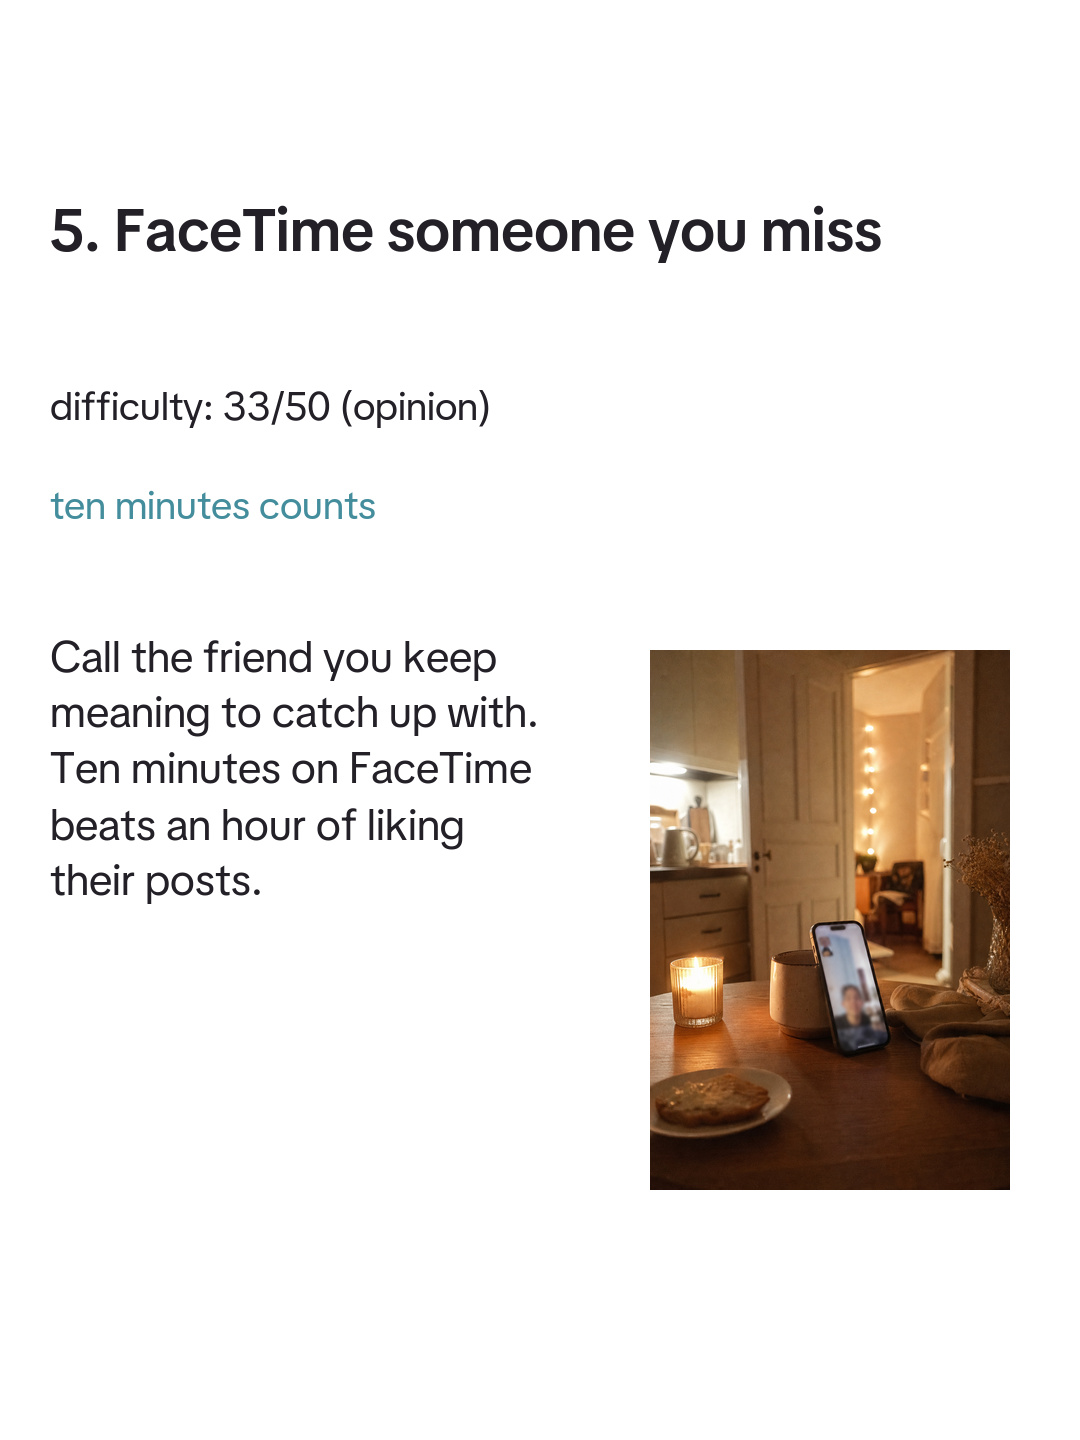 5. FaceTime someone you miss
difficulty: 33/50 (opinion)
ten minutes counts
Call the friend you keep
meaning to catch up with.
Ten minutes on FaceTime
beats an hour of liking
their posts.